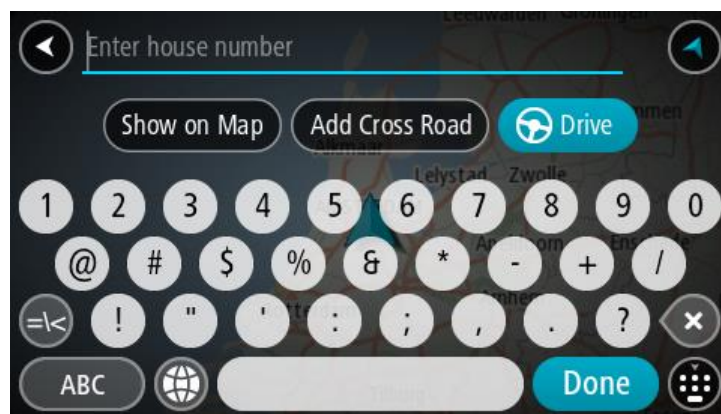 Leeuwarden Groningen
Enter house number
Show on Map Add Cross Road Drive
Alkmaar
Lelystad Zwolle
1 2 3 4 5 6 7 8 9 0
@ # $ % & * - + /
=\< ! " ' : ; , . ?
ABC Done
Tilburg